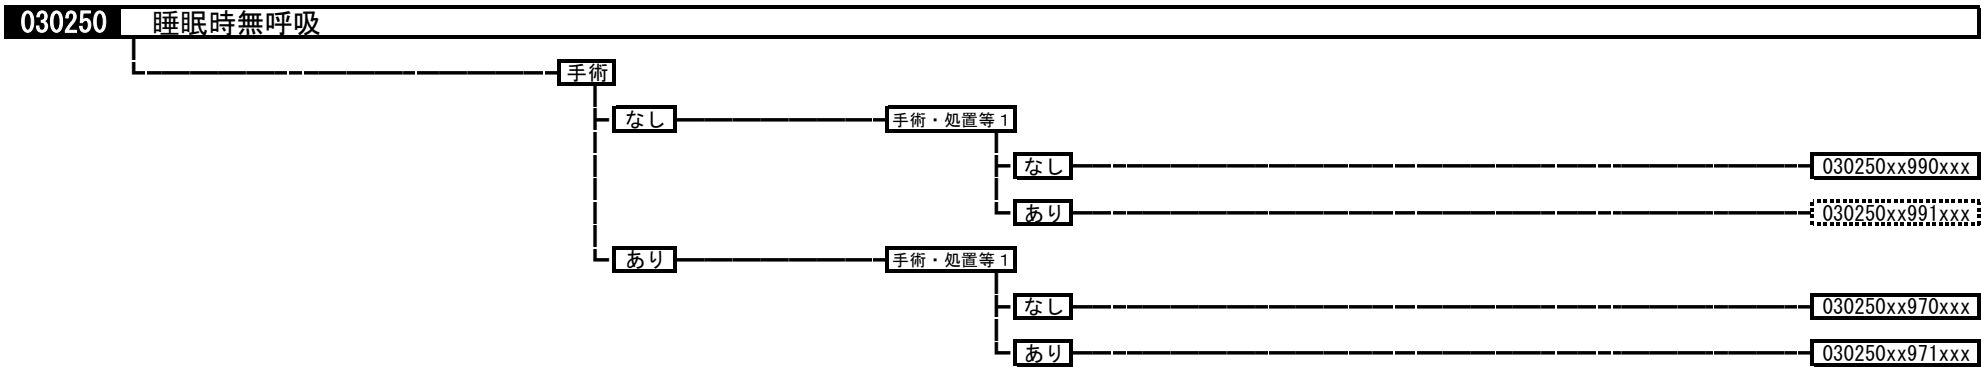 030250 睡眠時無呼吸
手術
なし 手術・処置等１
なし 030250xx990xxx
あり 030250xx991xxx
あり 手術・処置等１
なし 030250xx970xxx
あり 030250xx971xxx